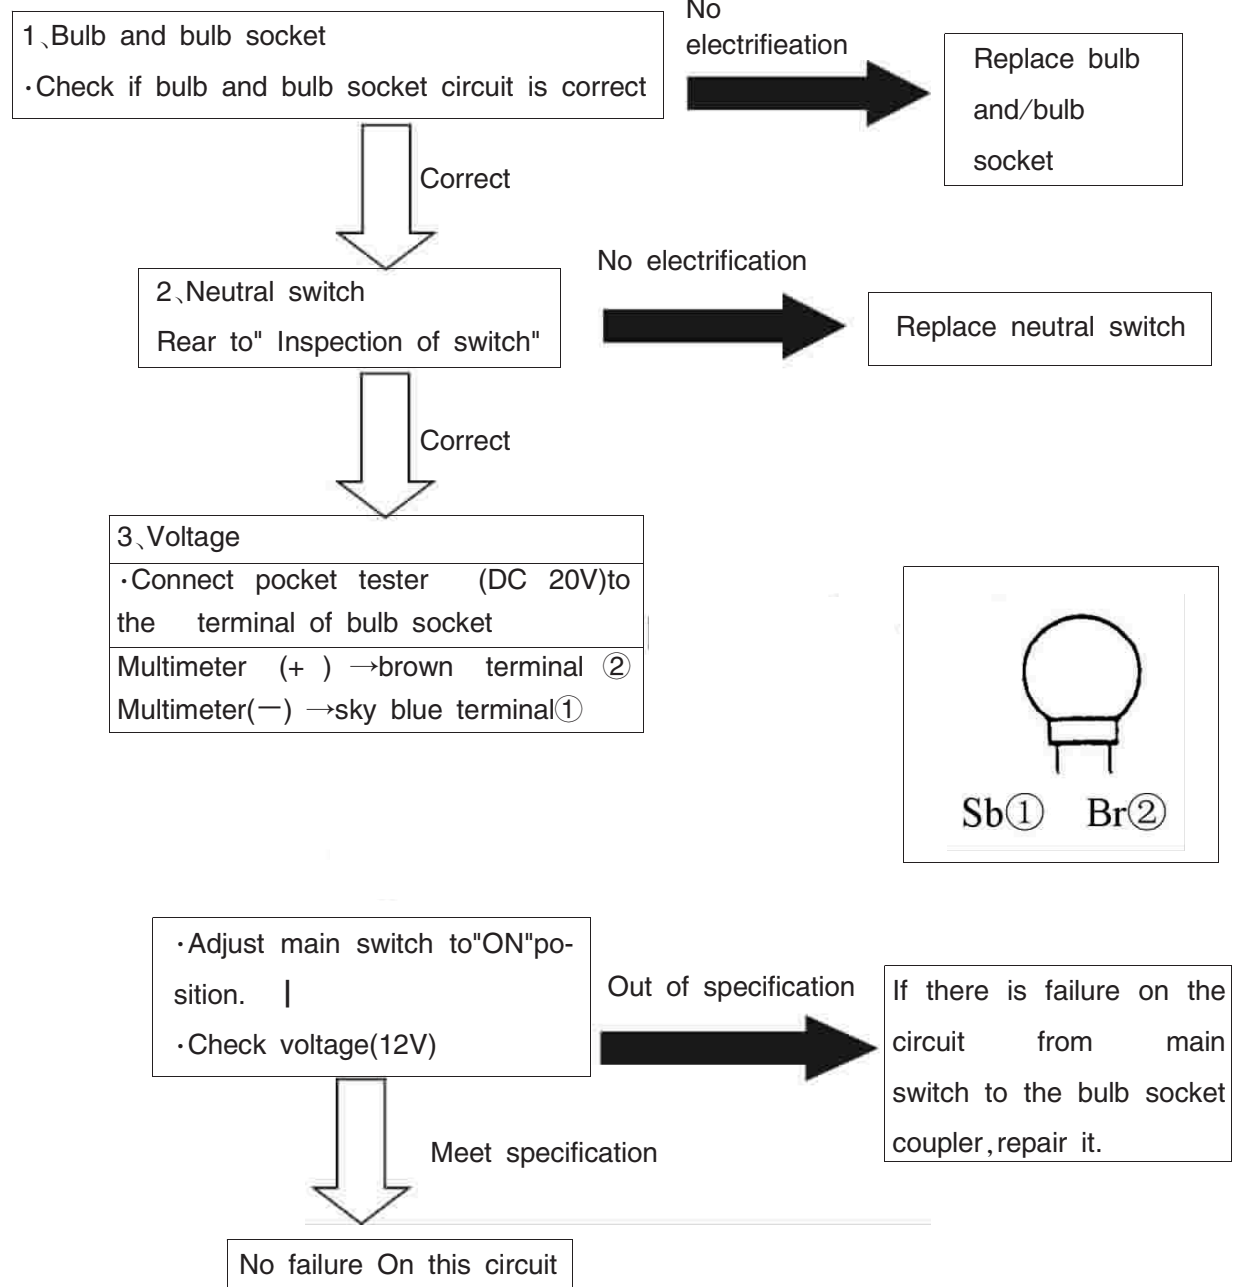 No
electrifieation
1、Bulb and bulb socket
·Check if bulb and bulb socket circuit is correct
Replace bulb
and/bulb
socket
Correct
No electrification
2、Neutral switch
Rear to" Inspection of switch"
Replace neutral switch
Correct
3、Voltage
·Connect pocket tester (DC 20V)to
the terminal of bulb socket
Multimeter (+ ) →brown terminal ②
Multimeter(—) →sky blue terminal①
Sb① Br②
·Adjust main switch to"ON"po-
sition.
·Check voltage(12V)
Out of specification
If there is failure on the
circuit from main
switch to the bulb socket
coupler,repair it.
Meet specification
No failure On this circuit